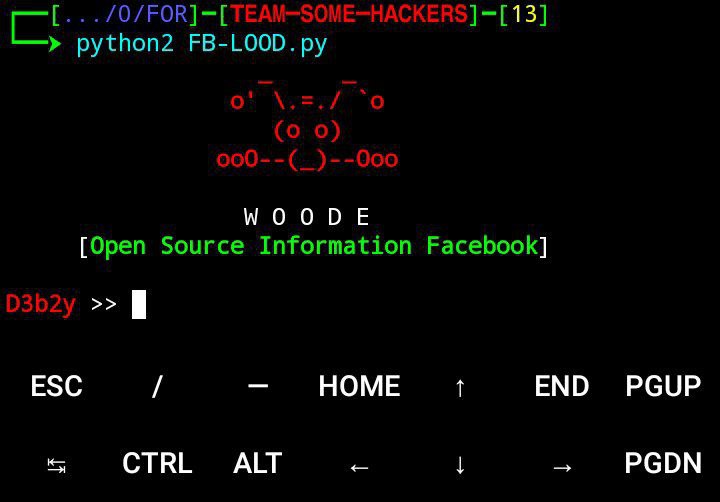 [.../O/FOR]─[TEAM─SOME─HACKERS]─[13]
python2 FB-LOOD.py
_     _
o' \.=./ `o
(o o)
ooO--(_)--Ooo
W O O D E
[Open Source Information Facebook]
D3b2y >>
ESC / — HOME ↑ END PGUP
↹ CTRL ALT ← ↓ → PGDN